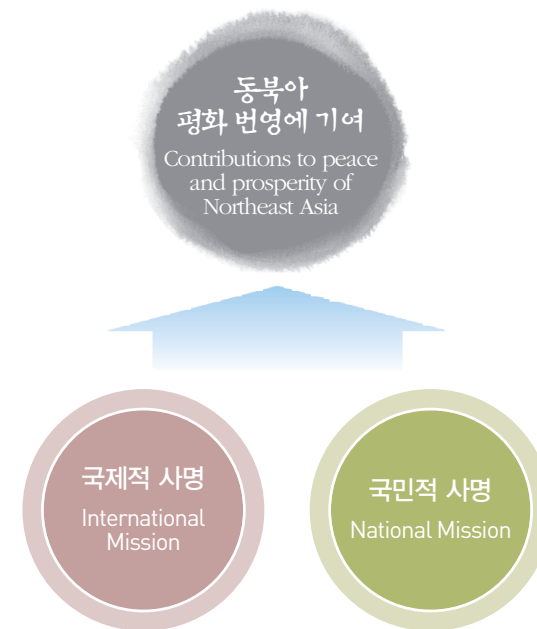 동북아
평화 번영에 기여
Contributions to peace
and prosperity of
Northeast Asia
국제적 사명
International
Mission
국민적 사명
National Mission